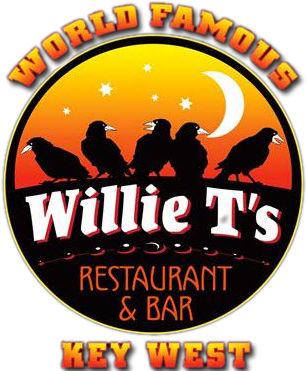 WORLD FAMOUS
Willie T's
RESTAURANT
& BAR
KEY WEST